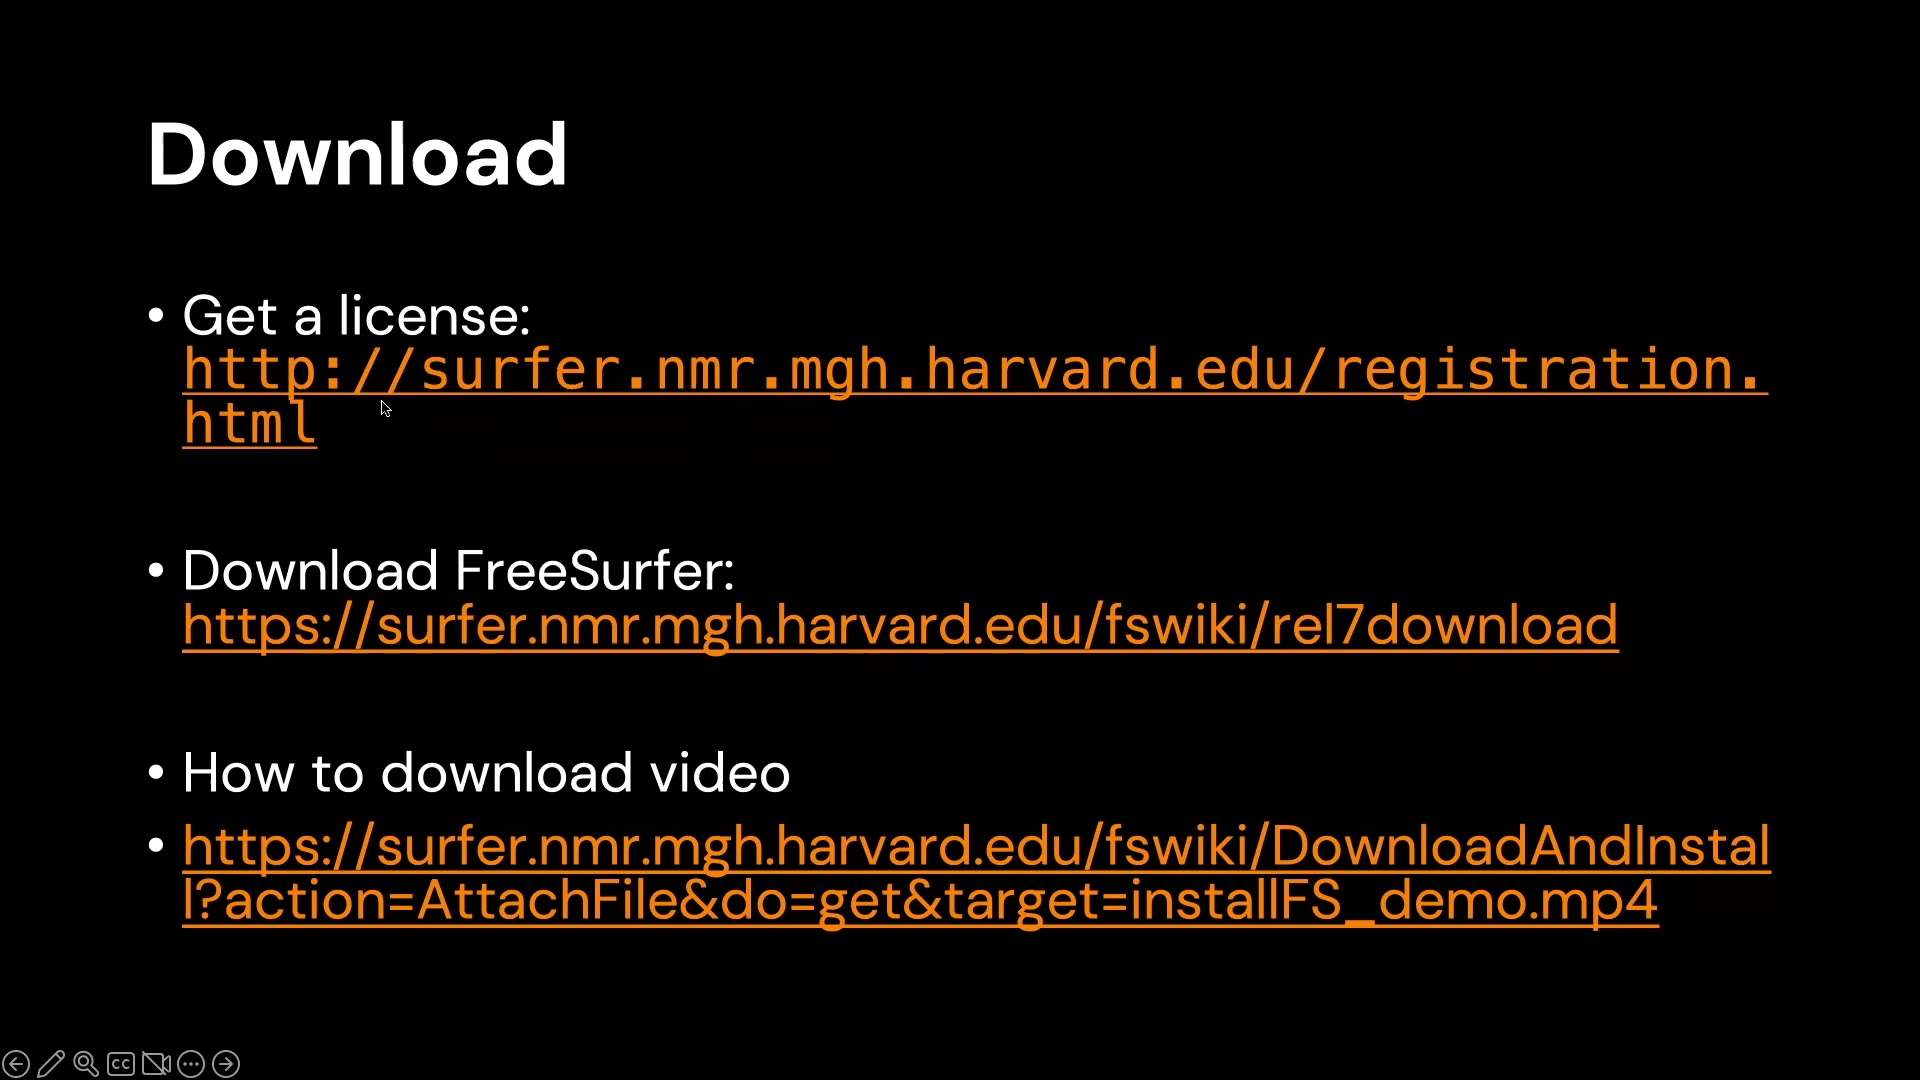 Download
• Get a license:
http://surfer.nmr.mgh.harvard.edu/registration.
html
• Download FreeSurfer:
https://surfer.nmr.mgh.harvard.edu/fswiki/rel7download
• How to download video
• https://surfer.nmr.mgh.harvard.edu/fswiki/DownloadAndInstal
l?action=AttachFile&do=get&target=installFS_demo.mp4
CC